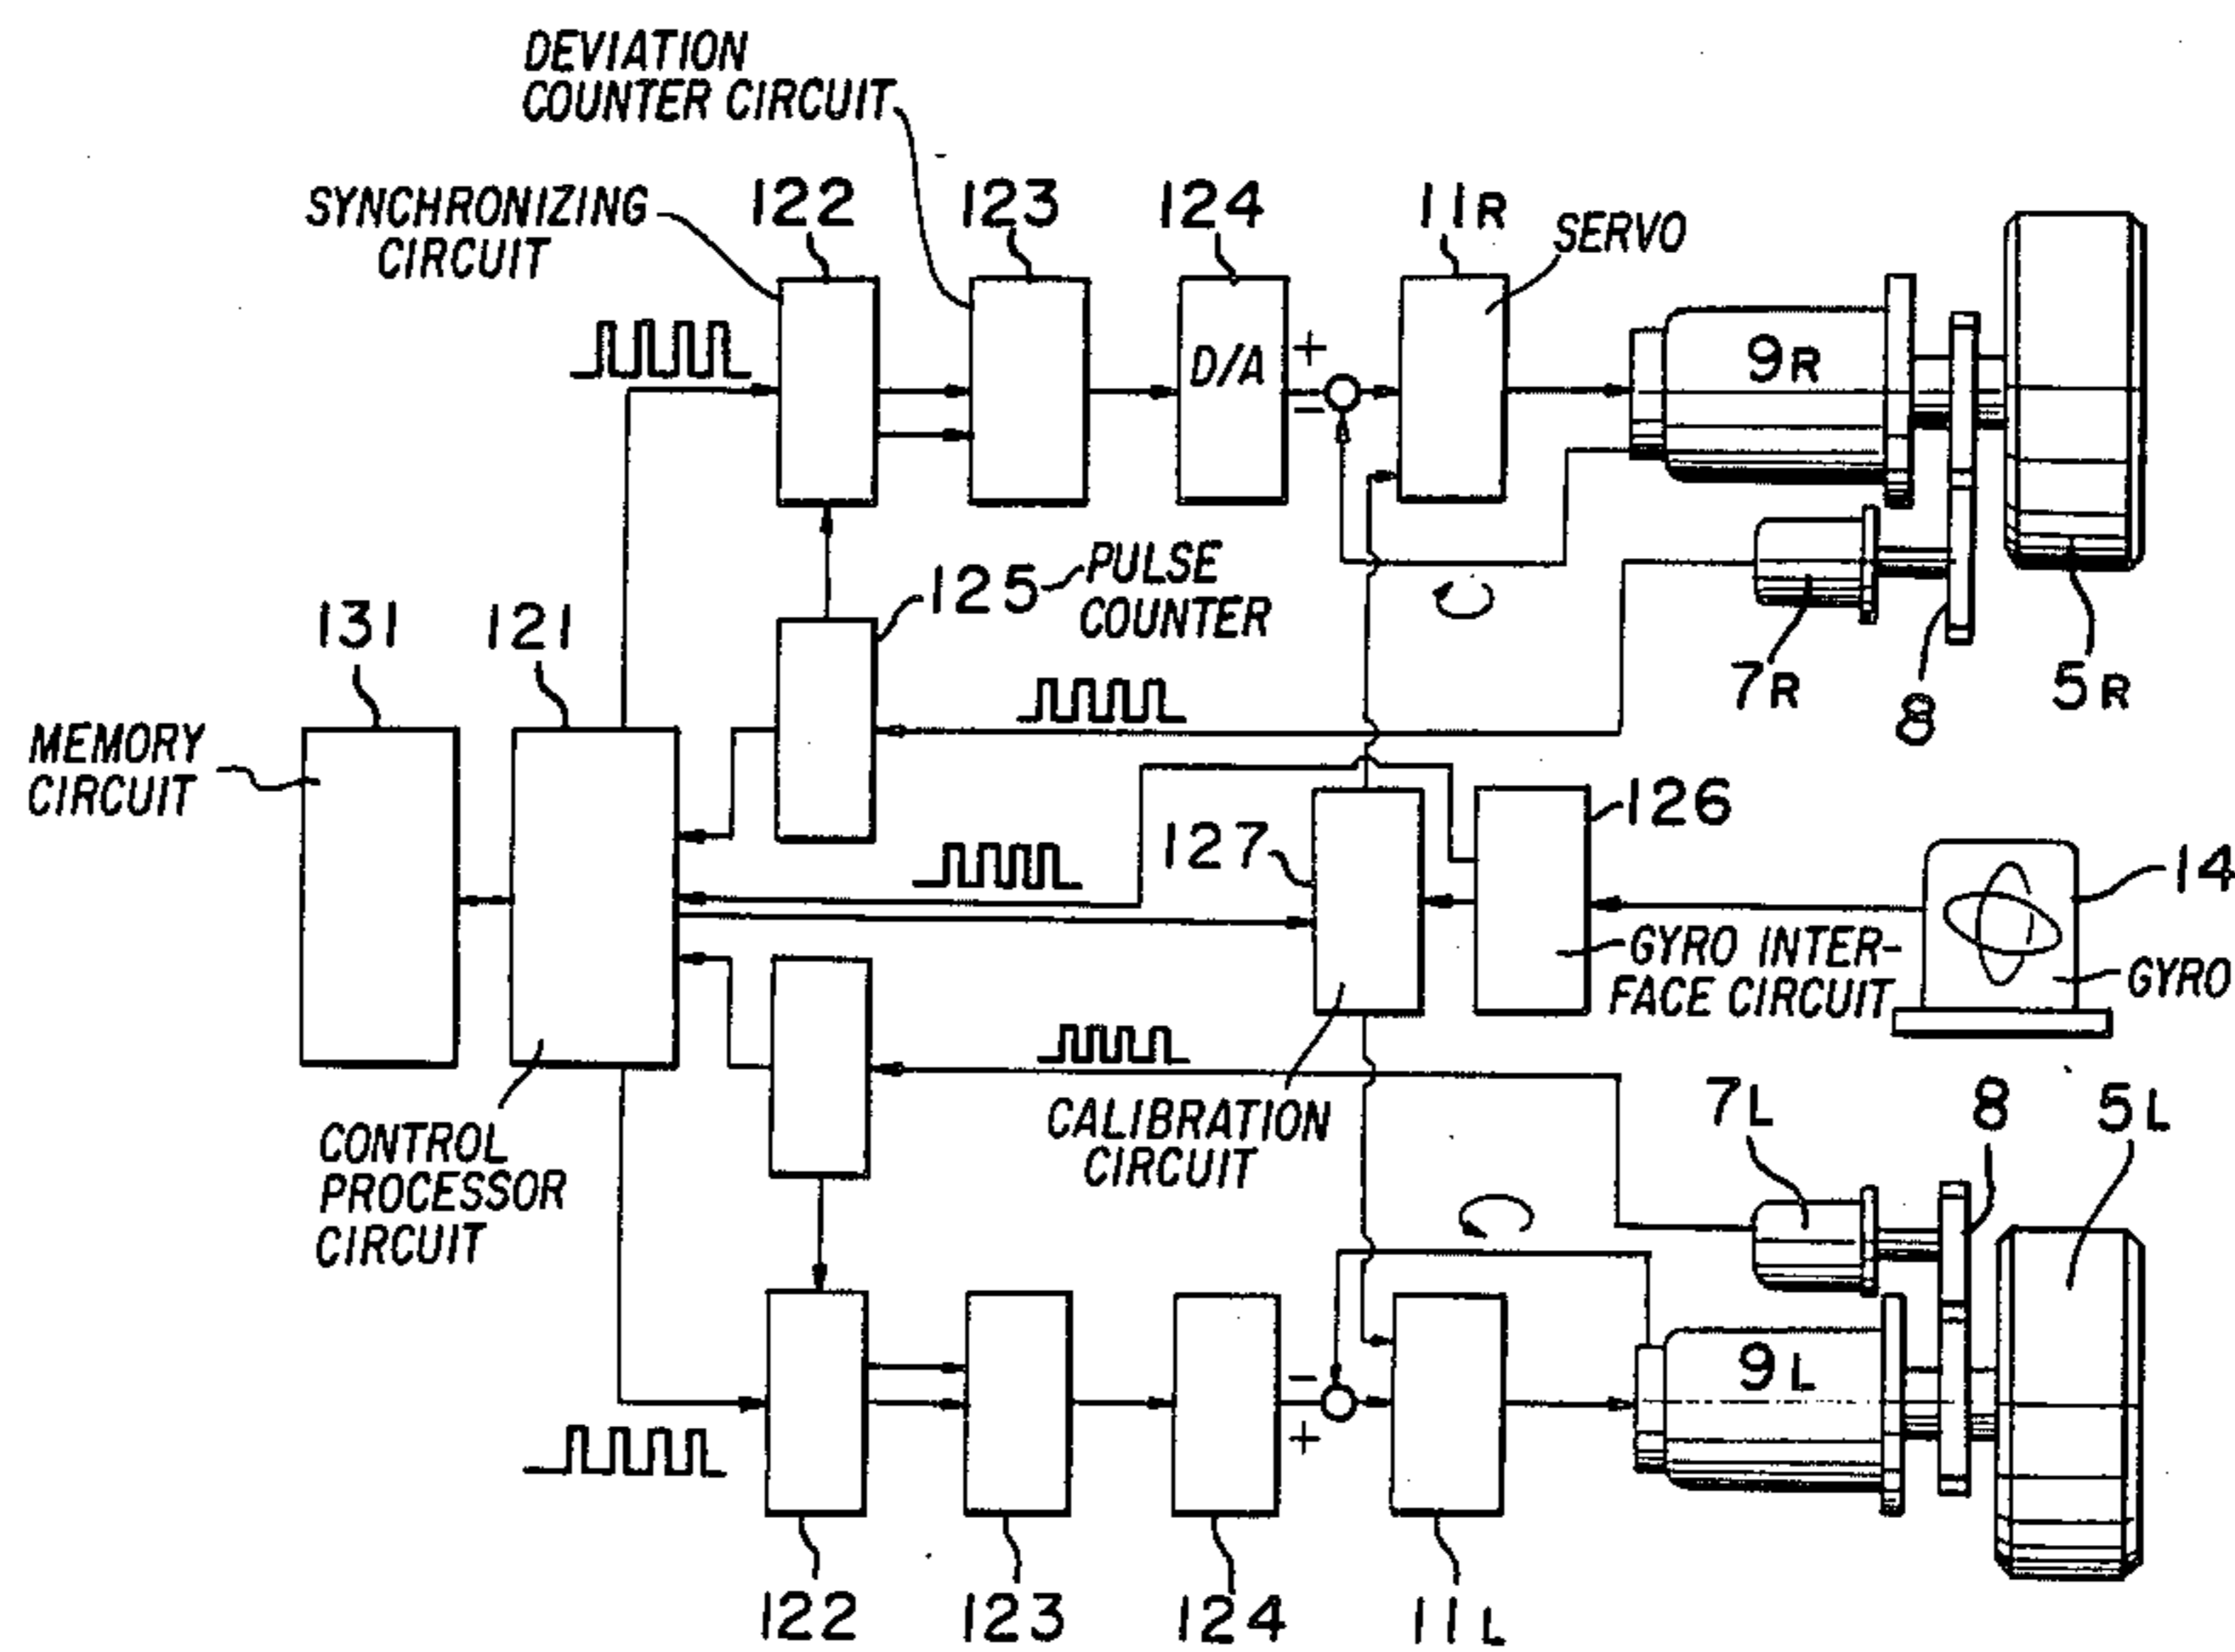 DEVIATION
COUNTER CIRCUIT
SYNCHRONIZING
CIRCUIT
122
123
124
11R
SERVO
D/A
+
−
9R
125
PULSE
COUNTER
7R
8
5R
131
121
MEMORY
CIRCUIT
127
126
14
GYRO INTER-
FACE CIRCUIT
GYRO
CONTROL
PROCESSOR
CIRCUIT
CALIBRATION
CIRCUIT
7L
8
5L
−
+
9L
122
123
124
11L